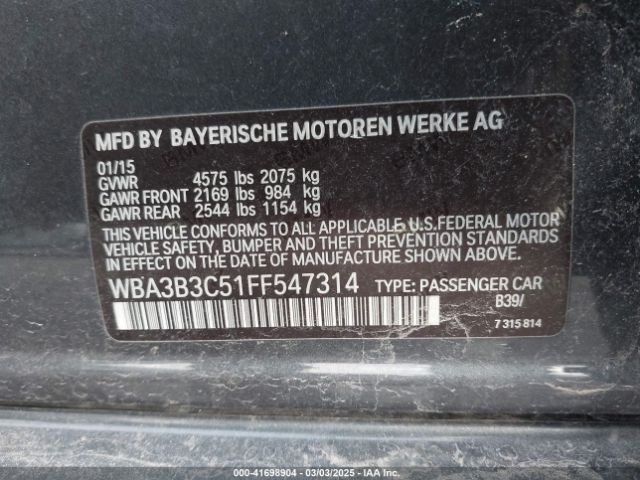 MFD BY BAYERISCHE MOTOREN WERKE AG
01/15
GVWR 4575 lbs 2075 kg
GAWR FRONT 2169 lbs 984 kg
GAWR REAR 2544 lbs 1154 kg
THIS VEHICLE CONFORMS TO ALL APPLICABLE U.S.FEDERAL MOTOR
VEHICLE SAFETY, BUMPER AND THEFT PREVENTION STANDARDS
IN EFFECT ON THE DATE OF MANUFACTURE SHOWN ABOVE.
WBA3B3C51FF547314 TYPE: PASSENGER CAR
B39/
7 315 814
000-41698904 | 03/03/2025 — IAA Inc.